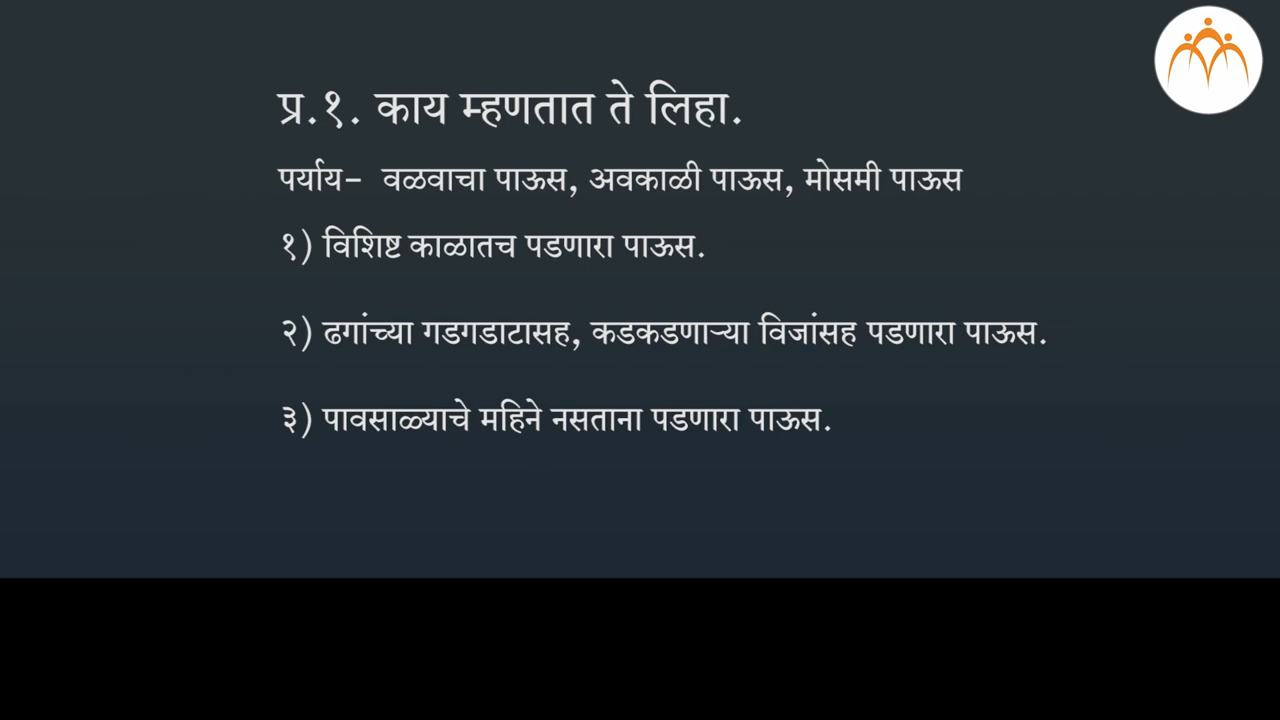 प्र.१. काय म्हणतात ते लिहा.
पर्याय- वळवाचा पाऊस, अवकाळी पाऊस, मोसमी पाऊस
१) विशिष्ट काळातच पडणारा पाऊस.
२) ढगांच्या गडगडाटासह, कडकडणाऱ्या विजांसह पडणारा पाऊस.
३) पावसाळ्याचे महिने नसताना पडणारा पाऊस.